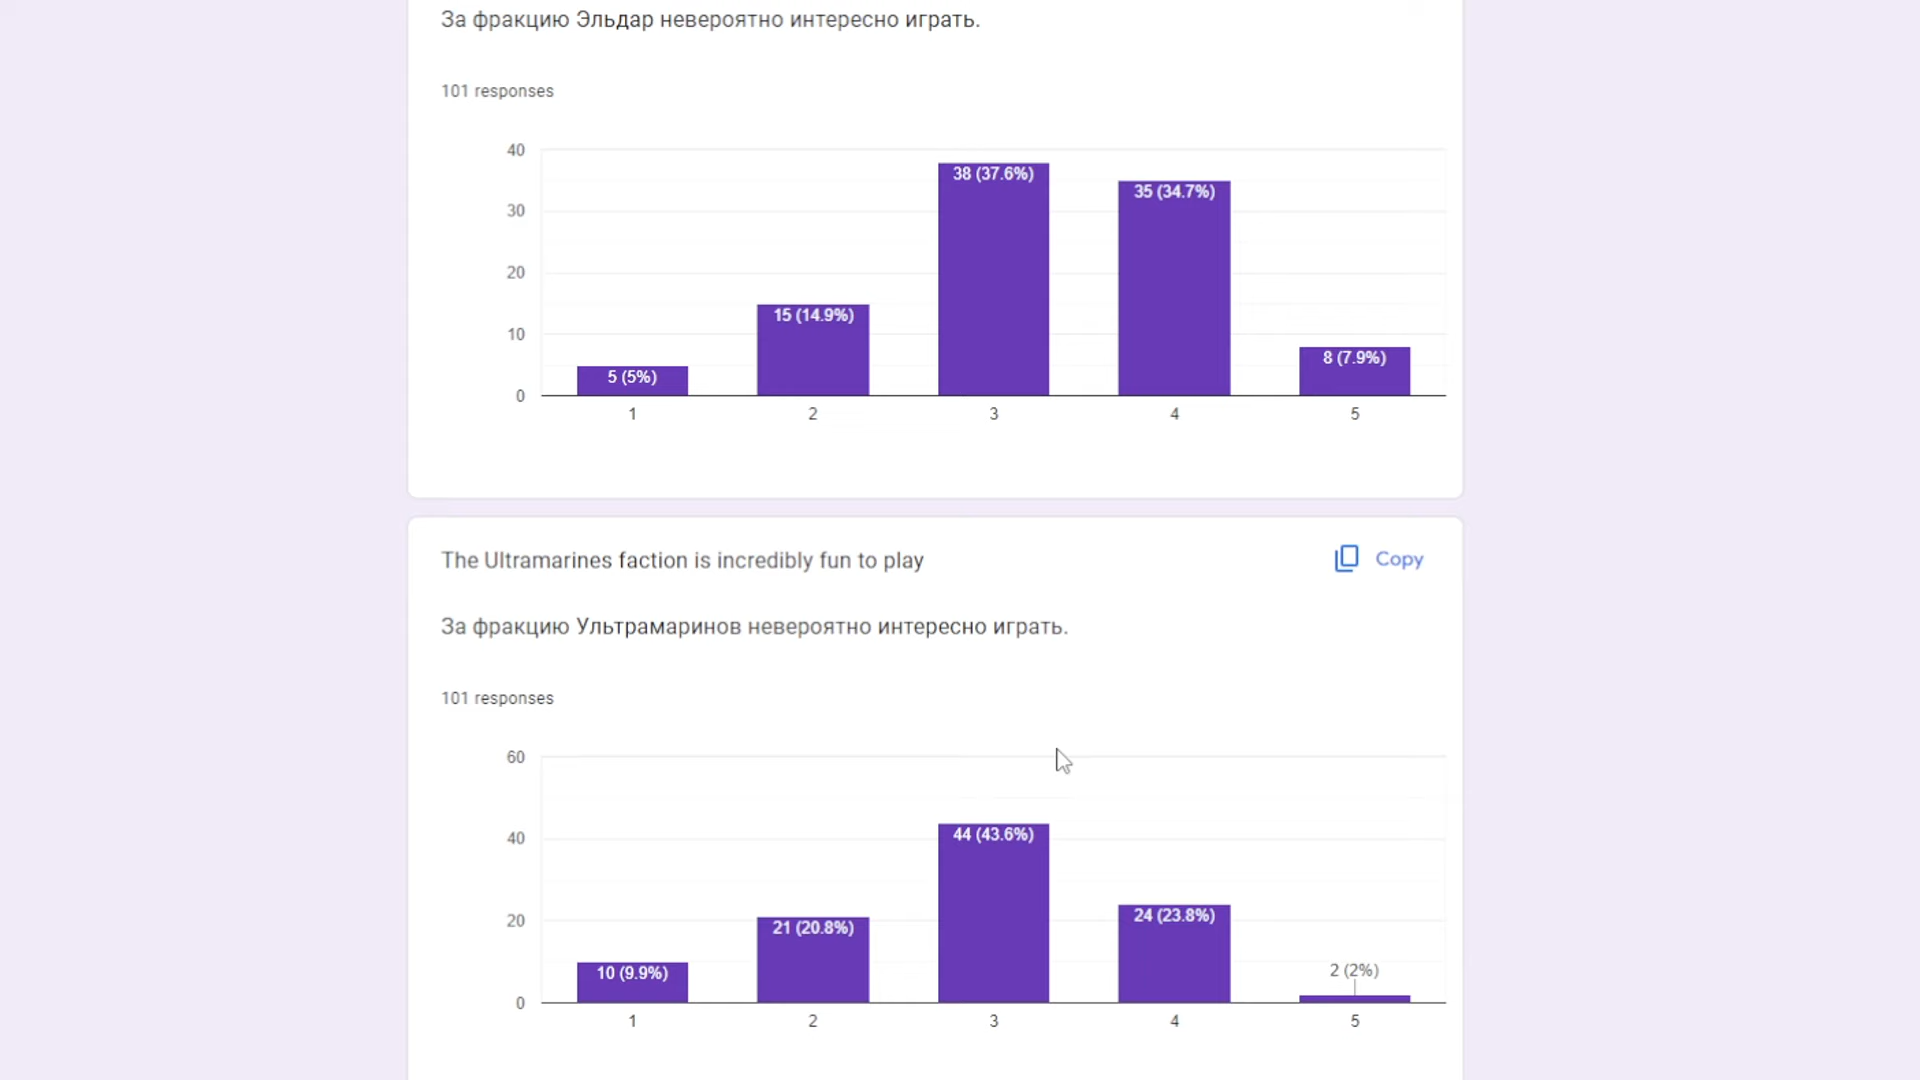 За фракцию Эльдар невероятно интересно играть.
101 responses
40
30
20
10
0
38 (37.6%)
35 (34.7%)
15 (14.9%)
8 (7.9%)
5 (5%)
1 2 3 4 5
The Ultramarines faction is incredibly fun to play
Copy
За фракцию Ультрамаринов невероятно интересно играть.
101 responses
60
40
20
0
44 (43.6%)
24 (23.8%)
21 (20.8%)
10 (9.9%)
2 (2%)
1 2 3 4 5